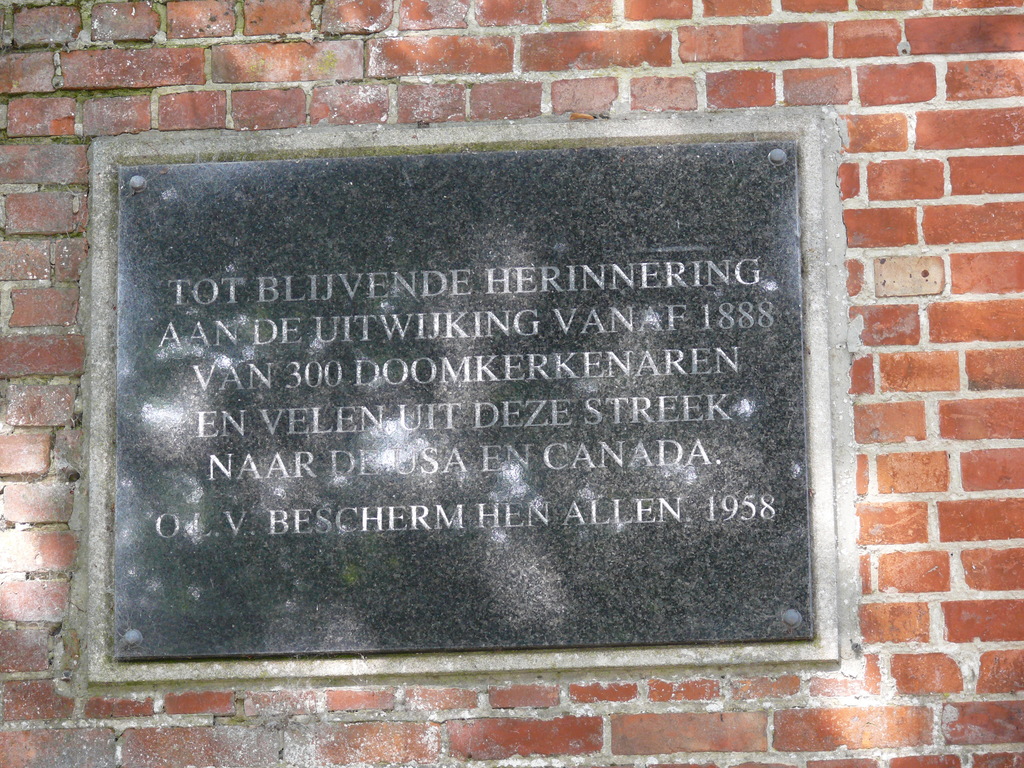 TOT BLIJVENDE HERINNERING
AAN DE UITWIJKING VANAF 1888
VAN 300 DOOMKERKENAREN
EN VELEN UIT DEZE STREEK
NAAR DE USA EN CANADA.
O.L.V. BESCHERM HEN ALLEN. 1958